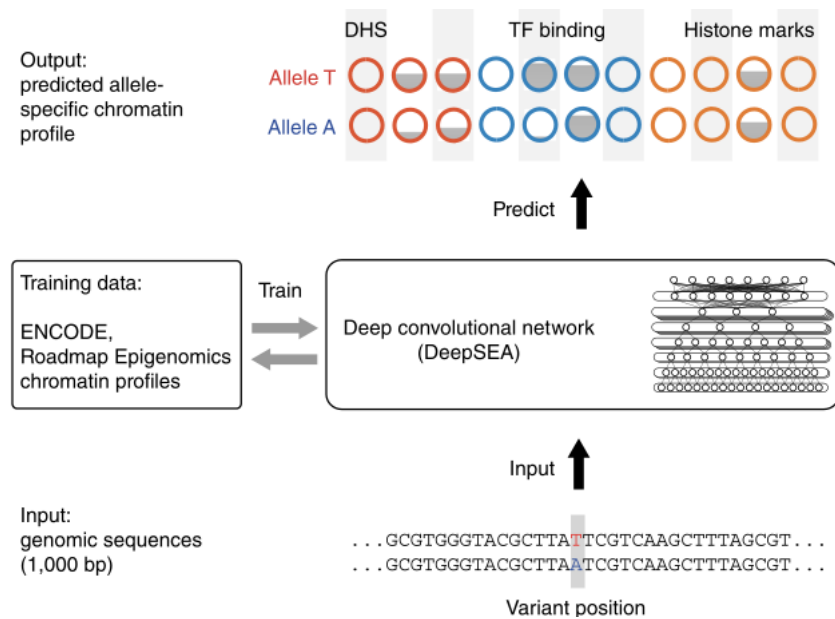 DHS TF binding Histone marks
Output:
predicted allele-
specific chromatin
profile
Allele T
Allele A
Predict
Training data:
ENCODE,
Roadmap Epigenomics
chromatin profiles
Train
Deep convolutional network
(DeepSEA)
Input
Input:
genomic sequences
(1,000 bp)
...GCGTGGGTACGCTTATTCGTCAAGCTTTAGCGT...
...GCGTGGGTACGCTTAATCGTCAAGCTTTAGCGT...
Variant position